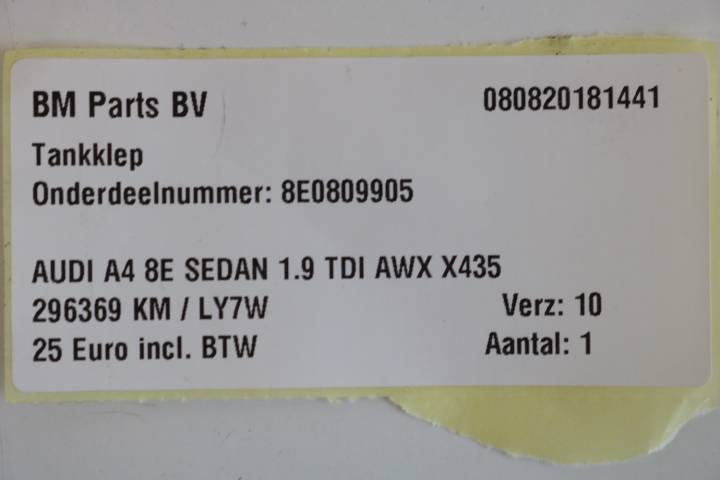 BM Parts BV 080820181441
Tankklep
Onderdeelnummer: 8E0809905
AUDI A4 8E SEDAN 1.9 TDI AWX X435
296369 KM / LY7W Verz: 10
25 Euro incl. BTW Aantal: 1